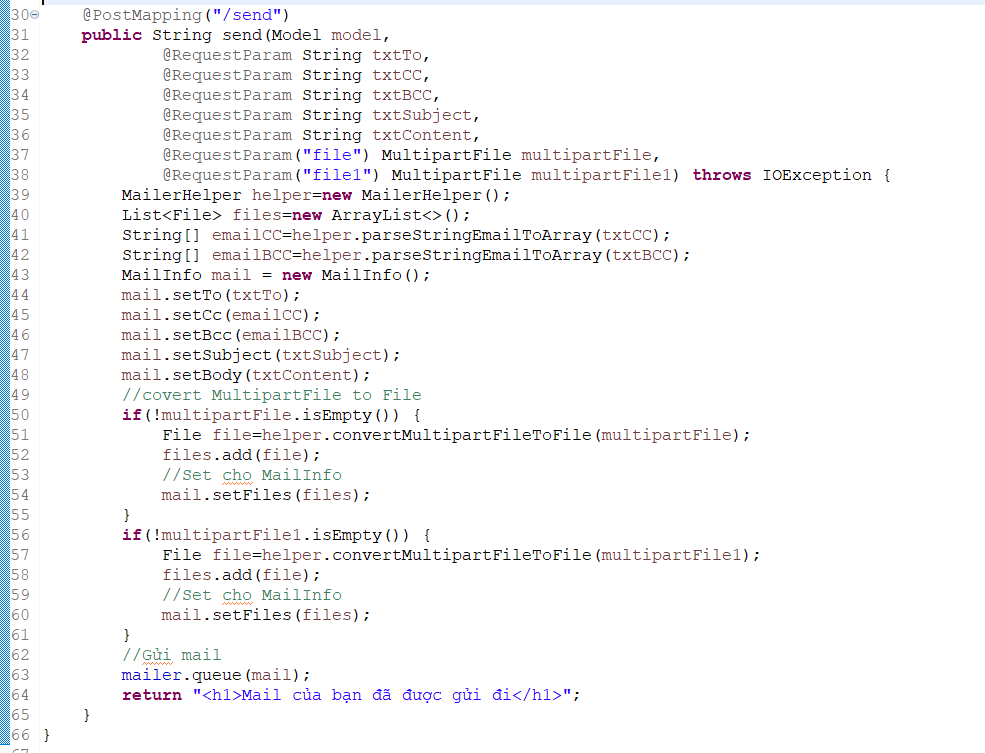 30 @PostMapping("/send")
31 public String send(Model model,
32 @RequestParam String txtTo,
33 @RequestParam String txtCC,
34 @RequestParam String txtBCC,
35 @RequestParam String txtSubject,
36 @RequestParam String txtContent,
37 @RequestParam("file") MultipartFile multipartFile,
38 @RequestParam("file1") MultipartFile multipartFile1) throws IOException {
39 MailerHelper helper=new MailerHelper();
40 List<File> files=new ArrayList<>();
41 String[] emailCC=helper.parseStringEmailToArray(txtCC);
42 String[] emailBCC=helper.parseStringEmailToArray(txtBCC);
43 MailInfo mail = new MailInfo();
44 mail.setTo(txtTo);
45 mail.setCc(emailCC);
46 mail.setBcc(emailBCC);
47 mail.setSubject(txtSubject);
48 mail.setBody(txtContent);
49 //covert MultipartFile to File
50 if(!multipartFile.isEmpty()) {
51 File file=helper.convertMultipartFileToFile(multipartFile);
52 files.add(file);
53 //Set cho MailInfo
54 mail.setFiles(files);
55 }
56 if(!multipartFile1.isEmpty()) {
57 File file=helper.convertMultipartFileToFile(multipartFile1);
58 files.add(file);
59 //Set cho MailInfo
60 mail.setFiles(files);
61 }
62 //Gửi mail
63 mailer.queue(mail);
64 return "<h1>Mail của bạn đã được gửi đi</h1>";
65 }
66 }